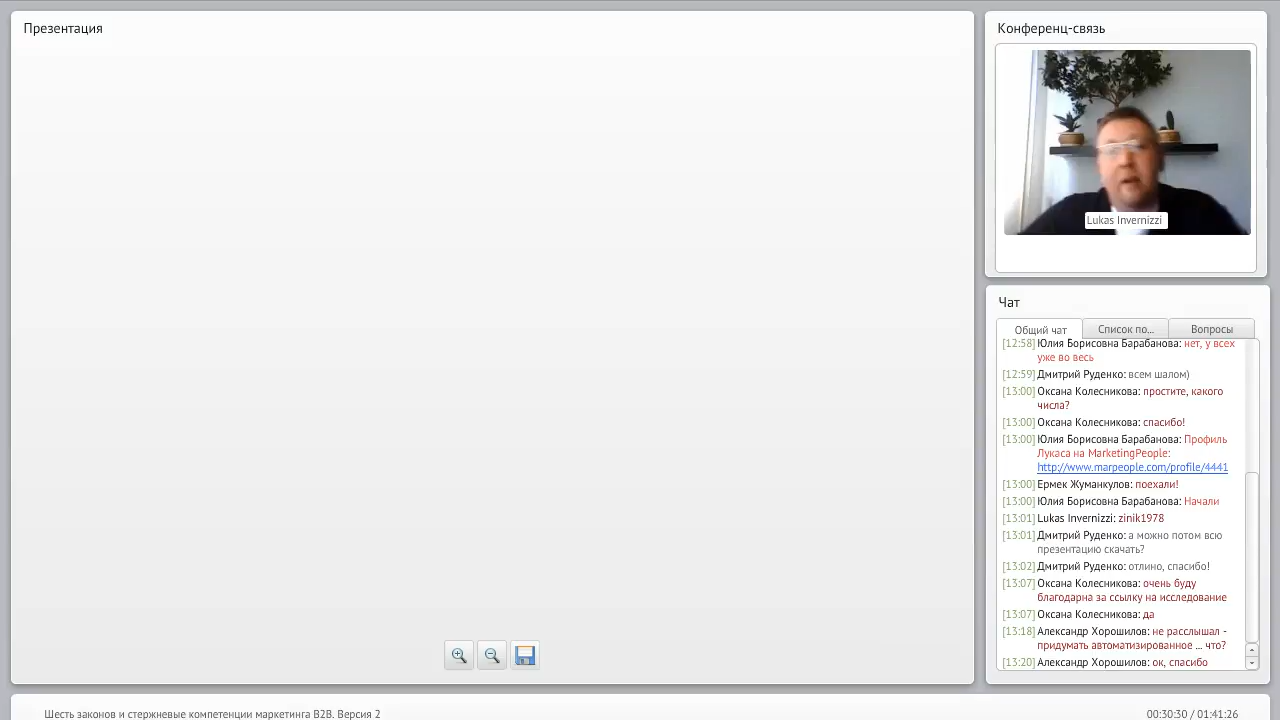 Презентация
Конференц-связь
Lukas Invernizzi
Чат
Общий чат
Список по...
Вопросы
[12:58] Юлия Борисовна Барабанова: нет, у всех
уже во весь
[12:59] Дмитрий Руденко: всем шалом)
[13:00] Оксана Колесникова: простите, какого
числа?
[13:00] Оксана Колесникова: спасибо!
[13:00] Юлия Борисовна Барабанова: Профиль
Лукаса на MarketingPeople:
http://www.marpeople.com/profile/4441
[13:00] Ермек Жуманкулов: поехали!
[13:00] Юлия Борисовна Барабанова: Начали
[13:01] Lukas Invernizzi: zinik1978
[13:01] Дмитрий Руденко: а можно потом всю
презентацию скачать?
[13:02] Дмитрий Руденко: отлино, спасибо!
[13:07] Оксана Колесникова: очень буду
благодарна за ссылку на исследование
[13:07] Оксана Колесникова: да
[13:18] Александр Хорошилов: не расслышал -
придумать автоматизированное ... что?
[13:20] Александр Хорошилов: ок, спасибо
Шесть законов и стержневые компетенции маркетинга B2B. Версия 2
00:30:30 / 01:41:26